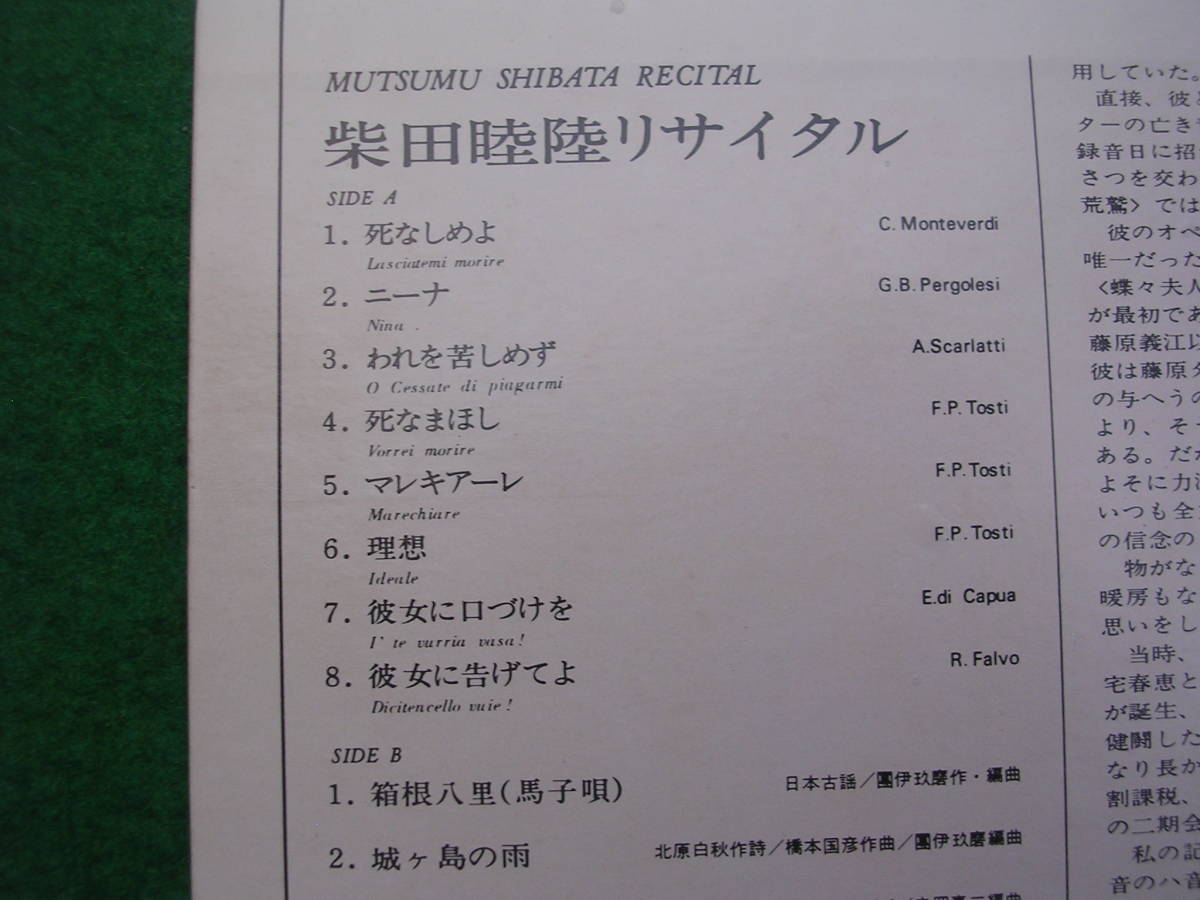 MUTSUMU SHIBATA RECITAL
柴田睦陸リサイタル
SIDE A
1. 死なしめよ C. Monteverdi
Lasciatemi morire
2. ニーナ G.B. Pergolesi
Nina .
3. われを苦しめず A.Scarlatti
O Cessate di piagarmi
4. 死なまほし F.P. Tosti
Vorrei morire
5. マレキアーレ F.P. Tosti
Marechiare
6. 理想 F.P. Tosti
Ideale
7. 彼女に口づけを E.di Capua
I' te vurria vasa!
8. 彼女に告げてよ R. Falvo
Dicitencello vuie!
SIDE B
1. 箱根八里(馬子唄) 日本古謡/團伊玖磨作・編曲
2. 城ヶ島の雨 北原白秋作詩/橋本国彦作曲/團伊玖磨編曲
用していた。
直接、彼
ターの亡き
録音日に招
さつを交わ
荒鷲〉では
彼のオペ
唯一だった
〈蝶々夫人
が最初であ
藤原義江以
彼は藤原
の与へうの
より、そ
ある。だか
よそに力
いつも全
の信念の
物がな
暖房もな
思いをし
当時、
宅春恵と
が誕生、
健闘した
なり長か
割課税、
の二期会
私の記
音のハ音